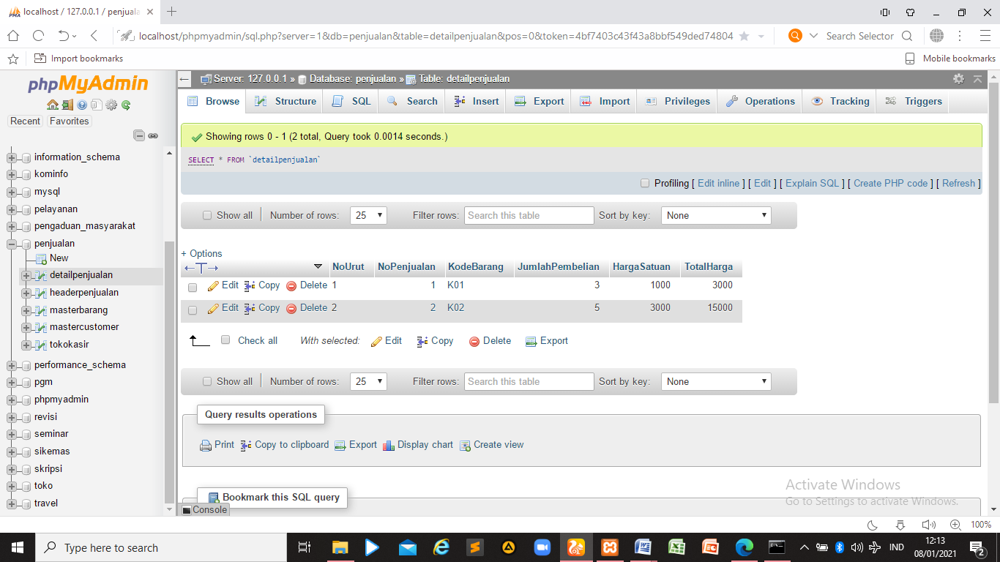 localhost / 127.0.0.1 / penjuala
localhost/phpmyadmin/sql.php?server=1&db=penjualan&table=detailpenjualan&pos=0&token=4bf7403c43f43a8bbf549ded74804
Search Selector
Import bookmarks
Mobile bookmarks
phpMyAdmin
Recent Favorites
information_schema
kominfo
mysql
pelayanan
pengaduan_masyarakat
penjualan
New
detailpenjualan
headerpenjualan
masterbarang
mastercustomer
tokokasir
performance_schema
pgm
phpmyadmin
revisi
seminar
sikemas
skripsi
toko
travel
Server: 127.0.0.1 » Database: penjualan » Table: detailpenjualan
Browse Structure SQL Search Insert Export Import Privileges Operations Tracking Triggers
Showing rows 0 - 1 (2 total, Query took 0.0014 seconds.)
SELECT * FROM `detailpenjualan`
Profiling [ Edit inline ] [ Edit ] [ Explain SQL ] [ Create PHP code ] [ Refresh ]
Show all Number of rows: 25 Filter rows: Search this table Sort by key: None
+ Options
NoUrut NoPenjualan KodeBarang JumlahPembelian HargaSatuan TotalHarga
Edit Copy Delete 1 1 K01 3 1000 3000
Edit Copy Delete 2 2 K02 5 3000 15000
Check all With selected: Edit Copy Delete Export
Show all Number of rows: 25 Filter rows: Search this table Sort by key: None
Query results operations
Print Copy to clipboard Export Display chart Create view
Bookmark this SQL query
Console
Activate Windows
Go to Settings to activate Windows.
100%
Type here to search
IND
12:13
08/01/2021
2